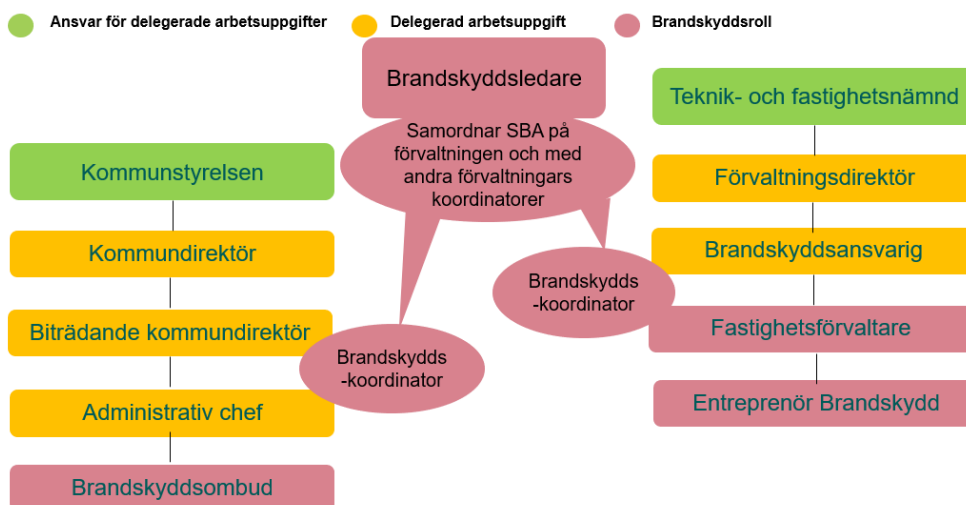 Ansvar för delegerade arbetsuppgifter
Delegerad arbetsuppgift
Brandskyddsroll
Brandskyddsledare
Samordnar SBA på
förvaltningen och med
andra förvaltningars
koordinatorer
Kommunstyrelsen
Kommundirektör
Biträdande kommundirektör
Administrativ chef
Brandskyddsombud
Brandskydds
-koordinator
Brandskydds
-koordinator
Teknik- och fastighetsnämnd
Förvaltningsdirektör
Brandskyddsansvarig
Fastighetsförvaltare
Entreprenör Brandskydd